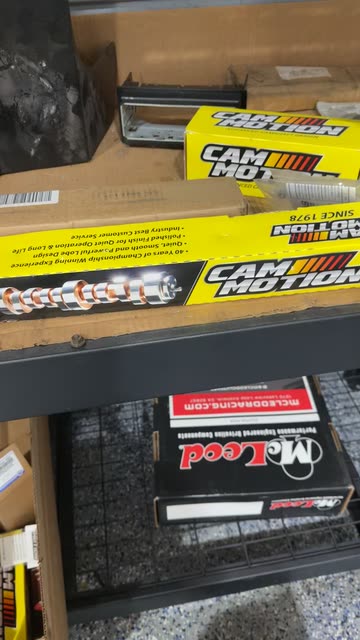 CAM
MOTION
CAM
MOTION
CAM
MOTION
SINCE 1978
• 40 Years of Championship Winning Experience
• Quiet, Smooth and Powerful Lobe Design
• Polished Finish for Quiet Operation & Long Life
• Industry Best Customer Service
CAM
MOTION
MCLEODRACING.COM
McLeod
Performance Engineered Driveline Components
McLeod